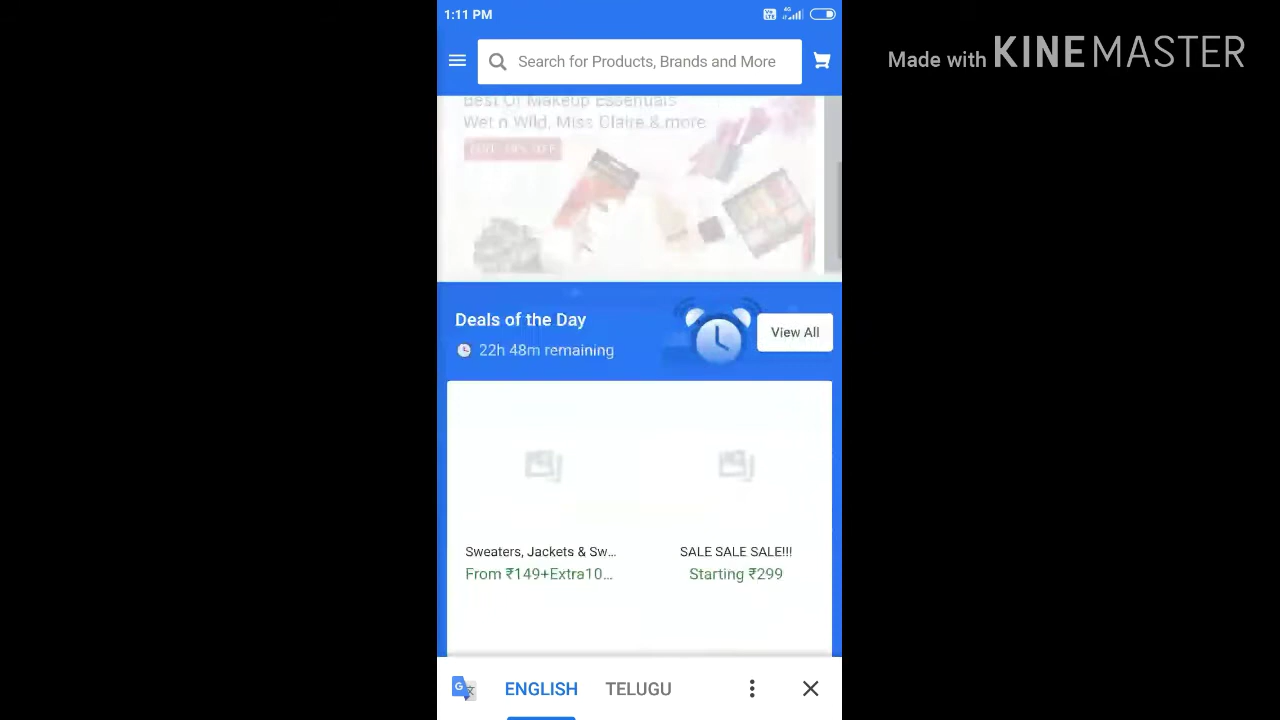 1:11 PM
4G
Made with KINEMASTER
Search for Products, Brands and More
Best Of Makeup Essentials
Wet n Wild, Miss Claire & more
Deals of the Day
View All
22h 48m remaining
Sweaters, Jackets & Sw...
SALE SALE SALE!!!
From ₹149+Extra10...
Starting ₹299
ENGLISH
TELUGU